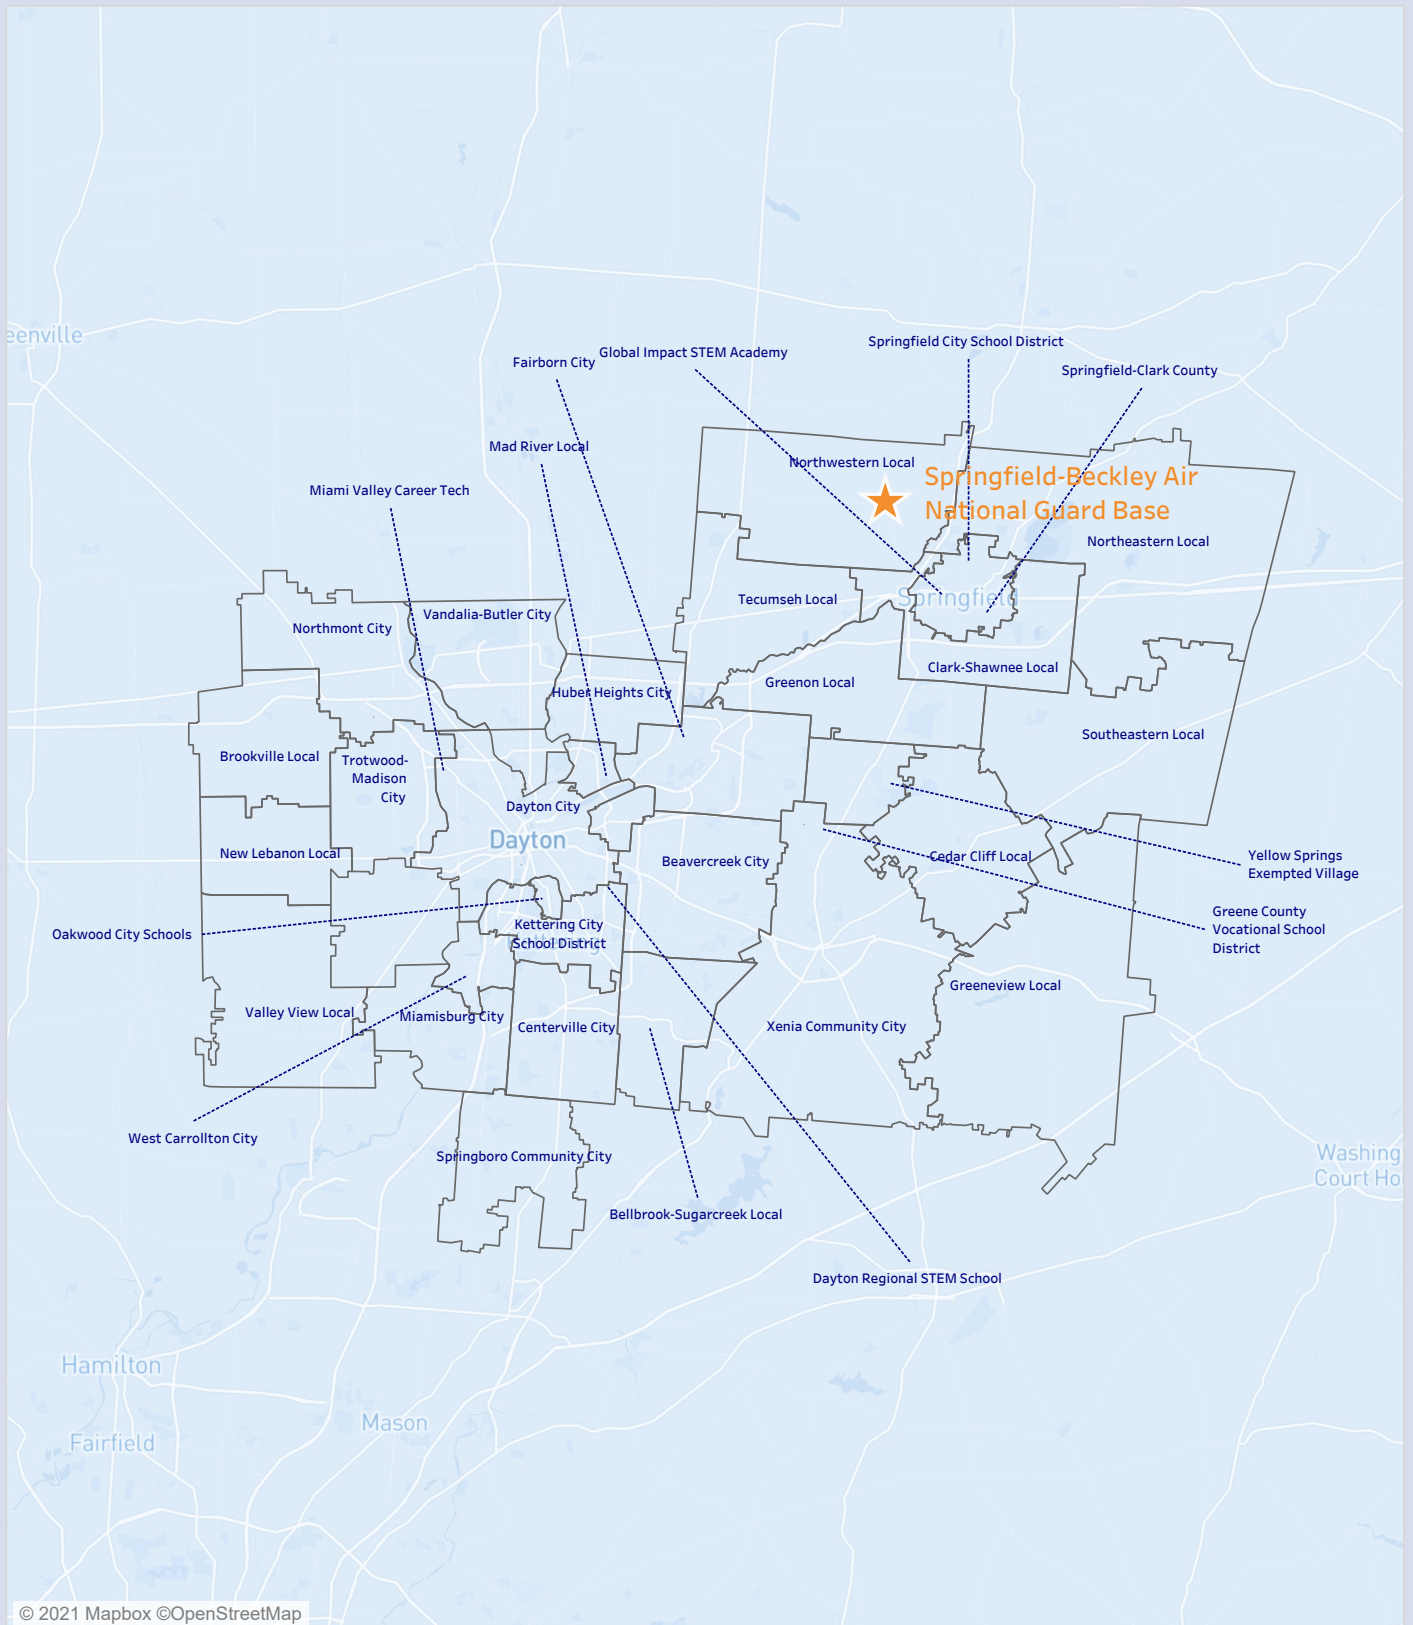 eenville
Springfield City School District
Global Impact STEM Academy
Fairborn City
Springfield-Clark County
Mad River Local
Northwestern Local
Springfield-Beckley Air
National Guard Base
Miami Valley Career Tech
Northeastern Local
Springfield
Tecumseh Local
Vandalia-Butler City
Northmont City
Clark-Shawnee Local
Greenon Local
Huber Heights City
Southeastern Local
Brookville Local
Trotwood-
Madison
City
Dayton City
Dayton
New Lebanon Local
Beavercreek City
Cedar Cliff Local
Yellow Springs
Exempted Village
Greene County
Vocational School
District
Oakwood City Schools
Kettering City
School District
Greeneview Local
Valley View Local
Miamisburg City
Centerville City
Xenia Community City
West Carrollton City
Springboro Community City
Washing
Court Ho
Bellbrook-Sugarcreek Local
Dayton Regional STEM School
Hamilton
Mason
Fairfield
© 2021 Mapbox ©OpenStreetMap